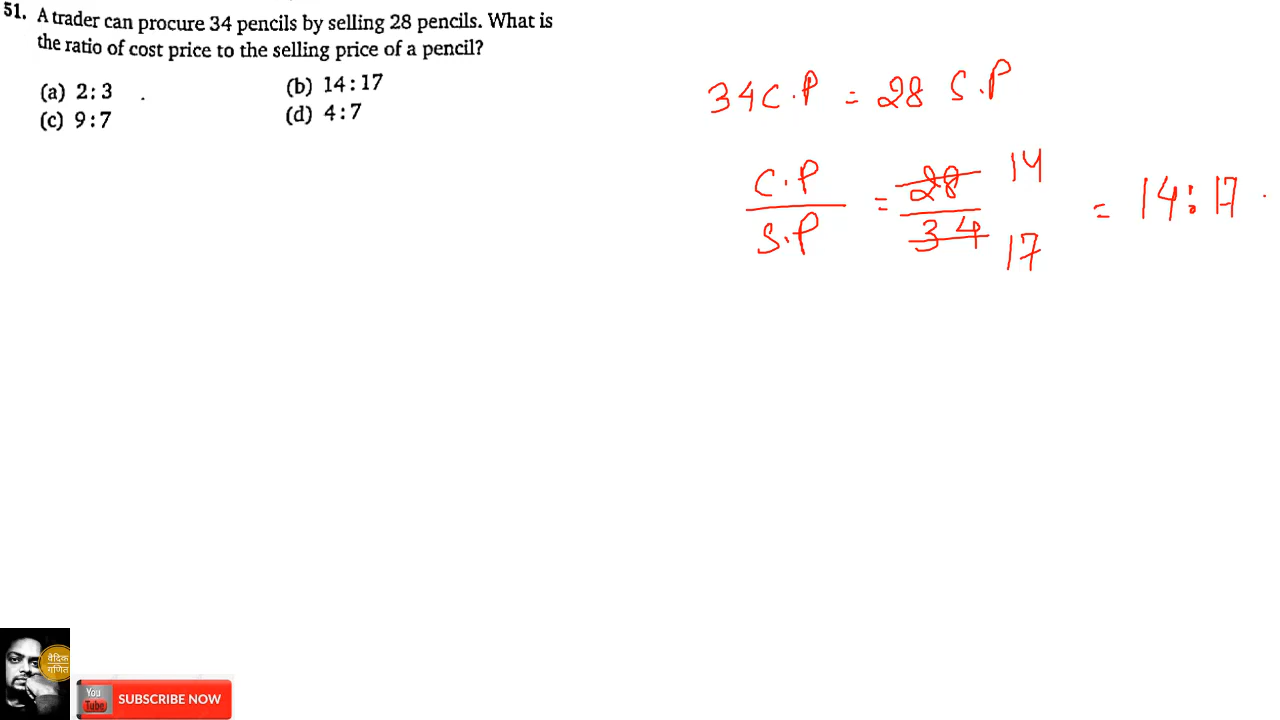 51. A trader can procure 34 pencils by selling 28 pencils. What is
the ratio of cost price to the selling price of a pencil?
(a) 2:3 (b) 14:17
(c) 9:7 (d) 4:7
34 C.P = 28 S.P
C.P / S.P = 28 / 34 14 / 17 = 14:17
वैदिक
गणित
You
Tube
SUBSCRIBE NOW